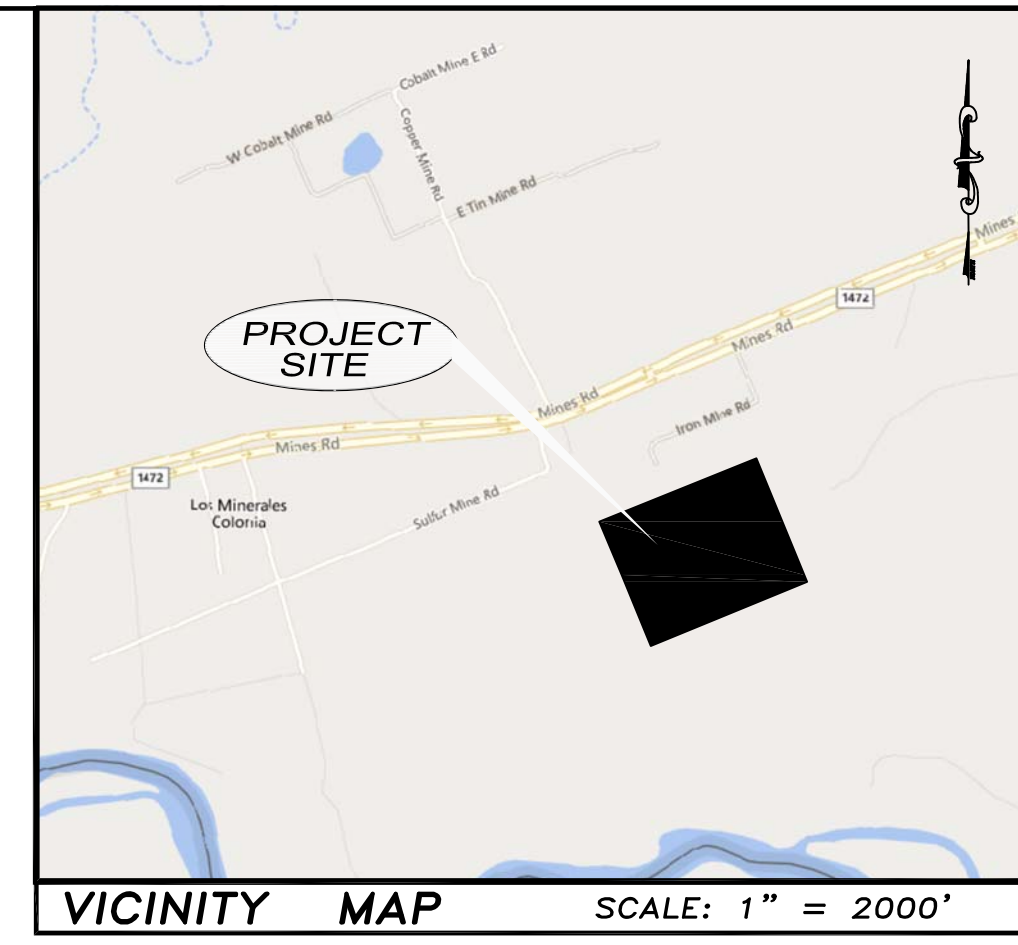 Cobalt Mine E Rd
W Cobalt Mine Rd
Copper Mine Rd
E Tin Mine Rd
Mines
1472
PROJECT
SITE
Mines Rd
Mines Rd
Iron Mine Rd
Mines Rd
1472
Los Minerales
Colonia
Sulfur Mine Rd
VICINITY MAP
SCALE: 1" = 2000'